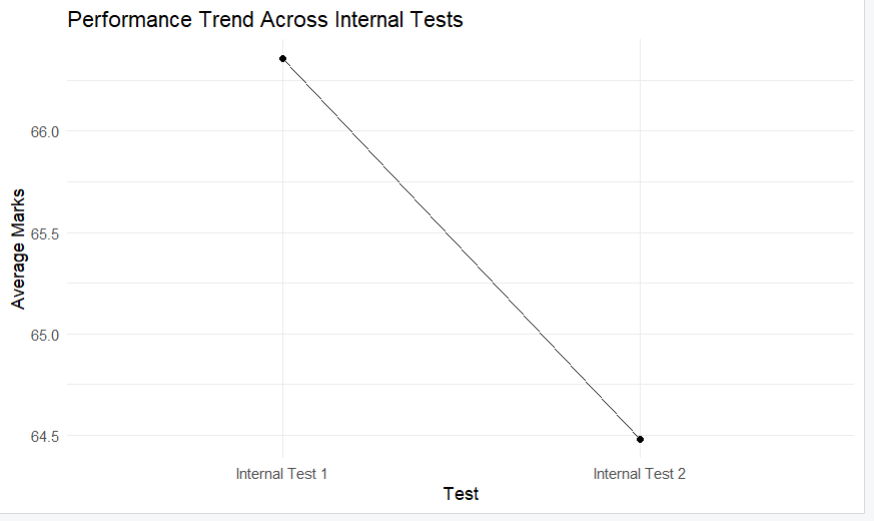 Performance Trend Across Internal Tests
Average Marks
66.0
65.5
65.0
64.5
Internal Test 1
Internal Test 2
Test